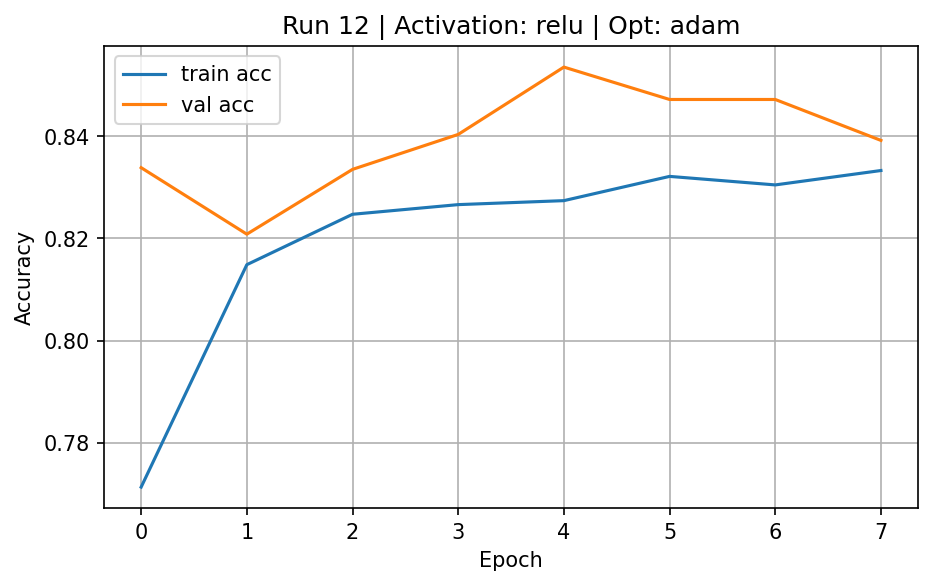 Run 12 | Activation: relu | Opt: adam
train acc
val acc
Accuracy
0.84
0.82
0.80
0.78
0 1 2 3 4 5 6 7
Epoch